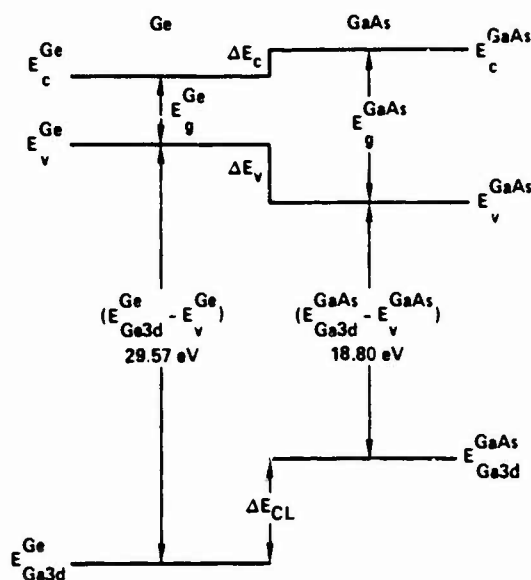 Ge GaAs
E_c^Ge ΔE_c E_c^GaAs
E_g^Ge E_g^GaAs
E_v^Ge ΔE_v E_v^GaAs
(E_Ge3d^Ge - E_v^Ge) (E_Ga3d^GaAs - E_v^GaAs)
29.57 eV 18.80 eV
E_Ga3d^GaAs
ΔE_CL
E_Ga3d^Ge